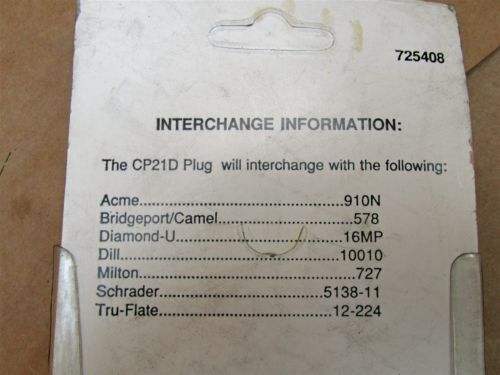 725408
INTERCHANGE INFORMATION:
The CP21D Plug will interchange with the following:
Acme..............................................910N
Bridgeport/Camel..............................578
Diamond-U.....................................16MP
Dill................................................10010
Milton................................................727
Schrader.....................................5138-11
Tru-Flate......................................12-224